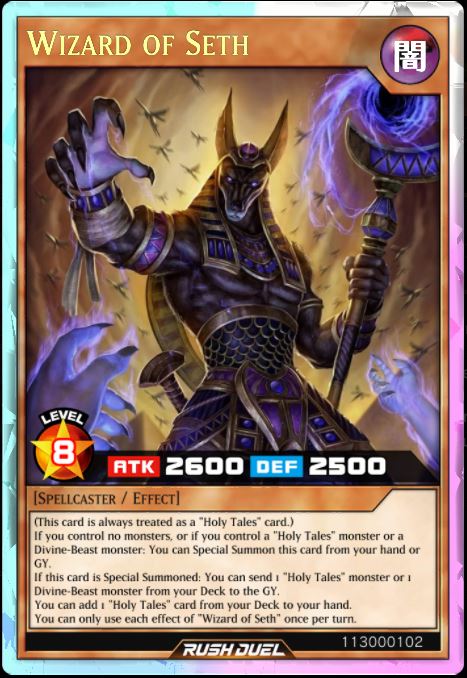 Wizard of Seth
闇
LEVEL
8
ATK 2600 DEF 2500
[Spellcaster / Effect]
(This card is always treated as a "Holy Tales" card.)
If you control no monsters, or if you control a "Holy Tales" monster or a
Divine-Beast monster: You can Special Summon this card from your hand or
GY.
If this card is Special Summoned: You can send 1 "Holy Tales" monster or 1
Divine-Beast monster from your Deck to the GY.
You can add 1 "Holy Tales" card from your Deck to your hand.
You can only use each effect of "Wizard of Seth" once per turn.
RUSH DUEL
113000102